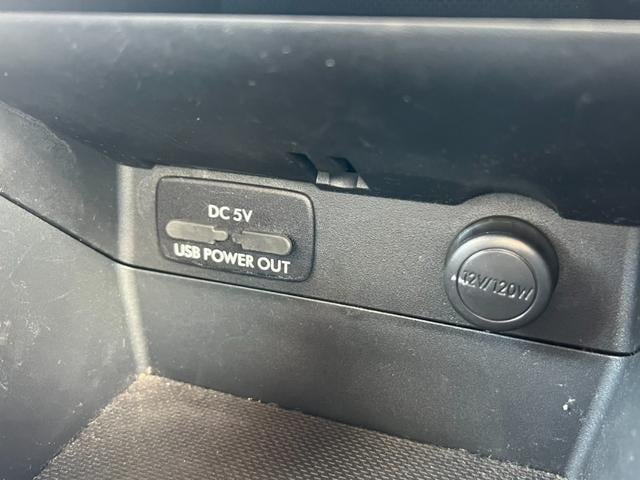 DC 5V
USB POWER OUT
12V/120W